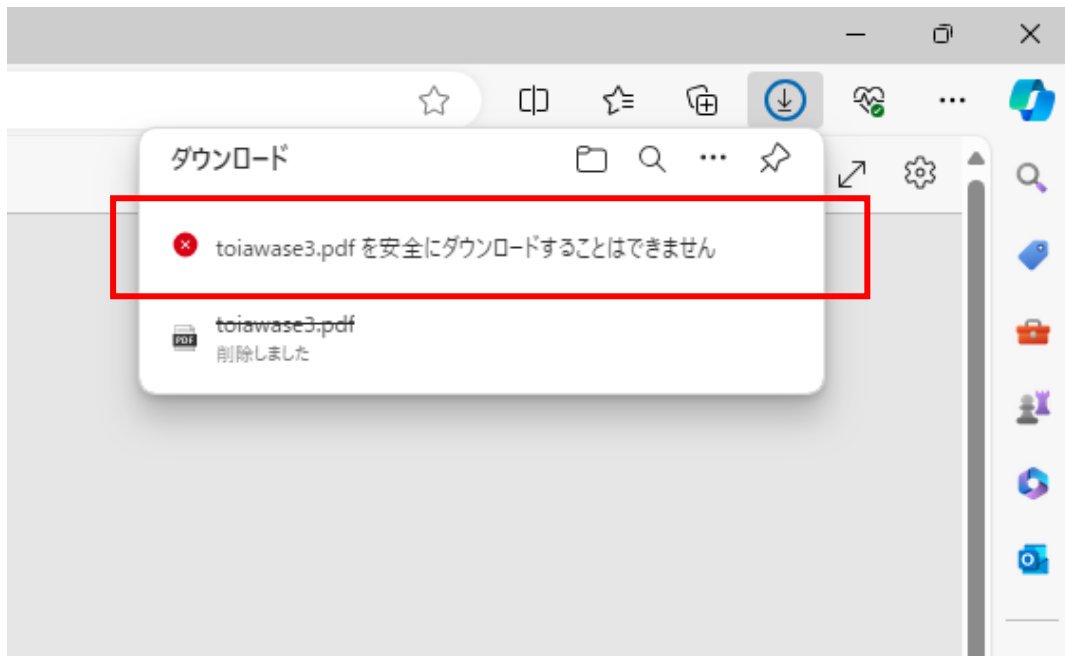 ダウンロード
toiawase3.pdf を安全にダウンロードすることはできません
toiawase3.pdf
PDF
削除しました